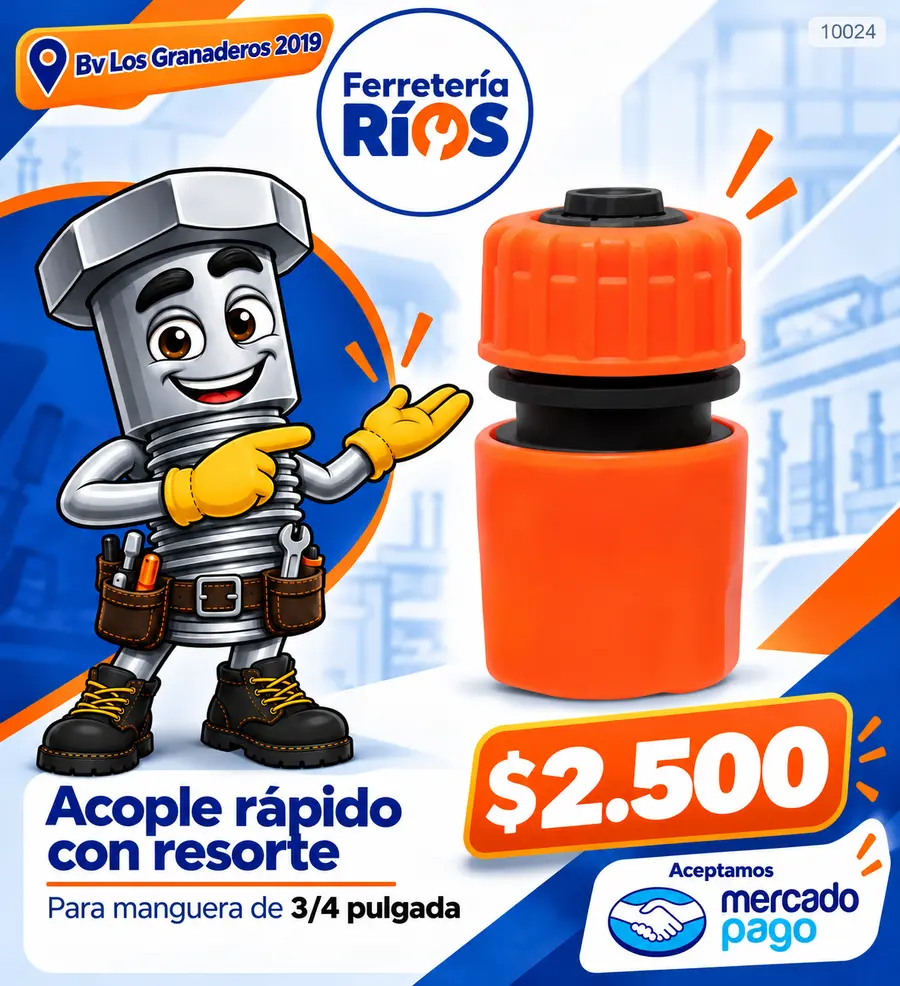 Bv Los Granaderos 2019
Ferretería
RÍOS
10024
Acople rápido
con resorte
Para manguera de 3/4 pulgada
$2.500
Aceptamos
mercado
pago